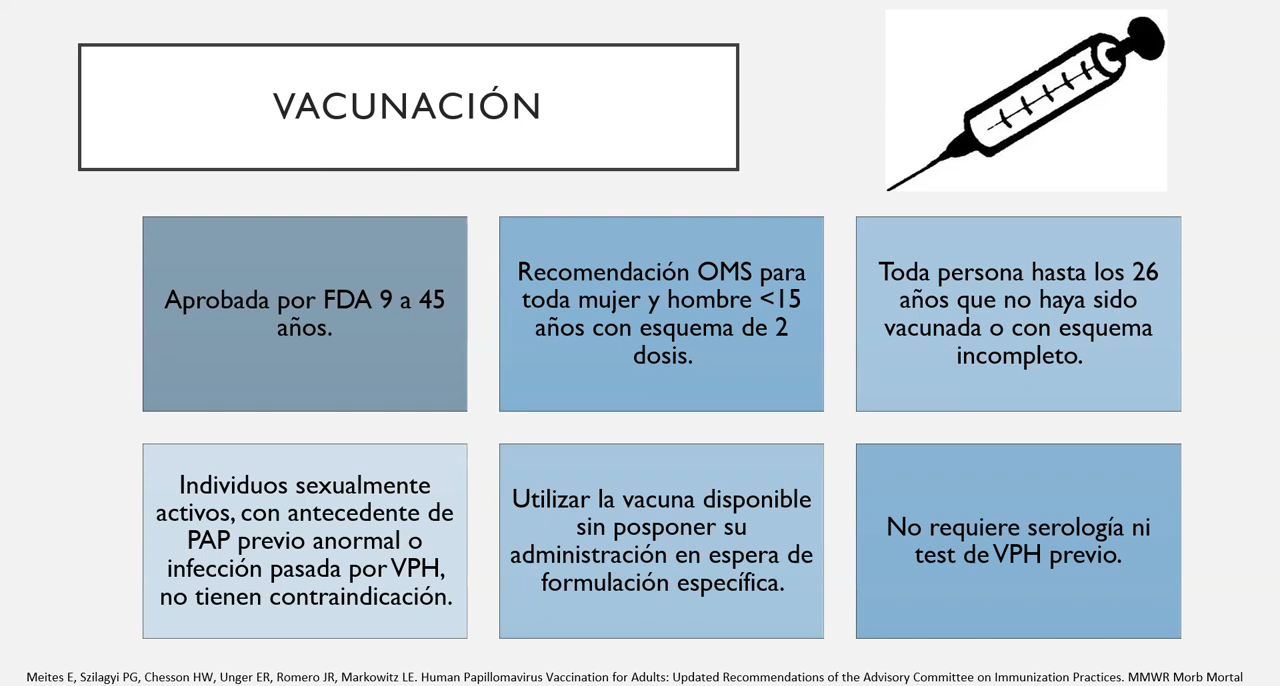 VACUNACIÓN
Aprobada por FDA 9 a 45
años.
Recomendación OMS para
toda mujer y hombre <15
años con esquema de 2
dosis.
Toda persona hasta los 26
años que no haya sido
vacunada o con esquema
incompleto.
Individuos sexualmente
activos, con antecedente de
PAP previo anormal o
infección pasada por VPH,
no tienen contraindicación.
Utilizar la vacuna disponible
sin posponer su
administración en espera de
formulación específica.
No requiere serología ni
test de VPH previo.
Meites E, Szilagyi PG, Chesson HW, Unger ER, Romero JR, Markowitz LE. Human Papillomavirus Vaccination for Adults: Updated Recommendations of the Advisory Committee on Immunization Practices. MMWR Morb Mortal